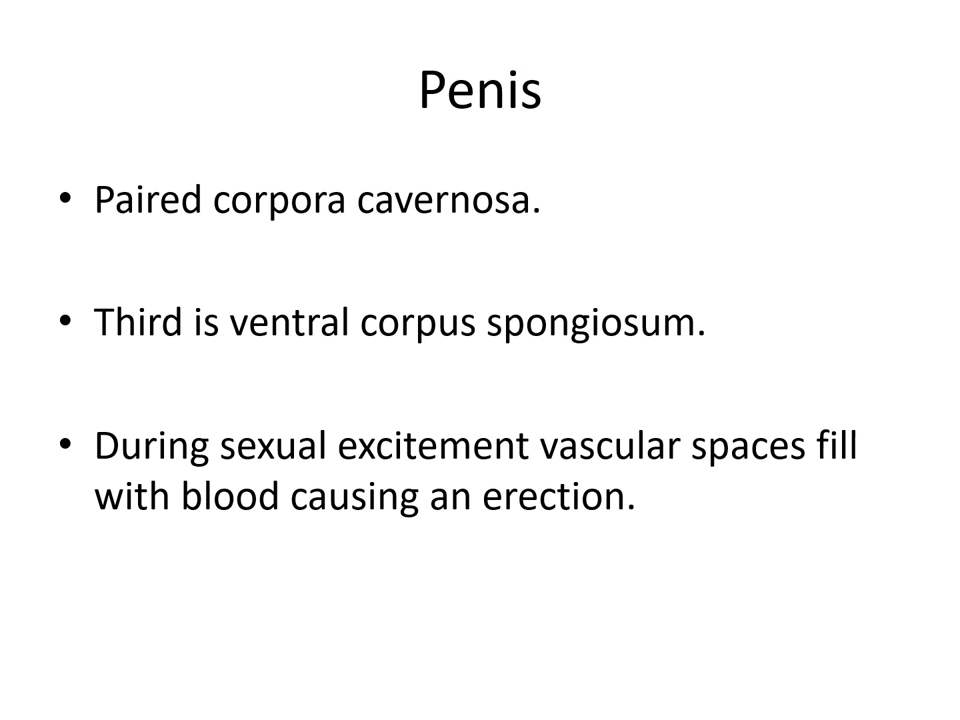 Penis
• Paired corpora cavernosa.
• Third is ventral corpus spongiosum.
• During sexual excitement vascular spaces fill
with blood causing an erection.